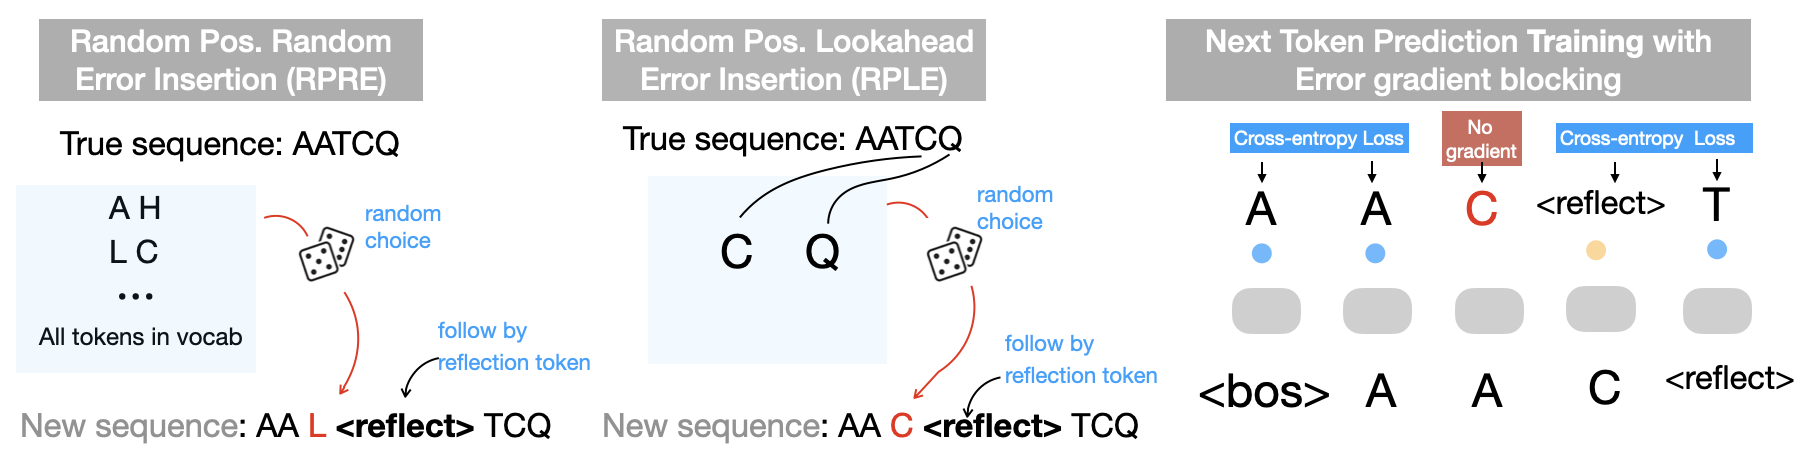 Random Pos. Random
Error Insertion (RPRE)
True sequence: AATCQ
A H
L C
...
All tokens in vocab
random
choice
follow by
reflection token
New sequence: AA L <reflect> TCQ
Random Pos. Lookahead
Error Insertion (RPLE)
True sequence: AATCQ
C Q
random
choice
follow by
reflection token
New sequence: AA C <reflect> TCQ
Next Token Prediction Training with
Error gradient blocking
Cross-entropy Loss
No
gradient
Cross-entropy Loss
A A C <reflect> T
<bos> A A C <reflect>